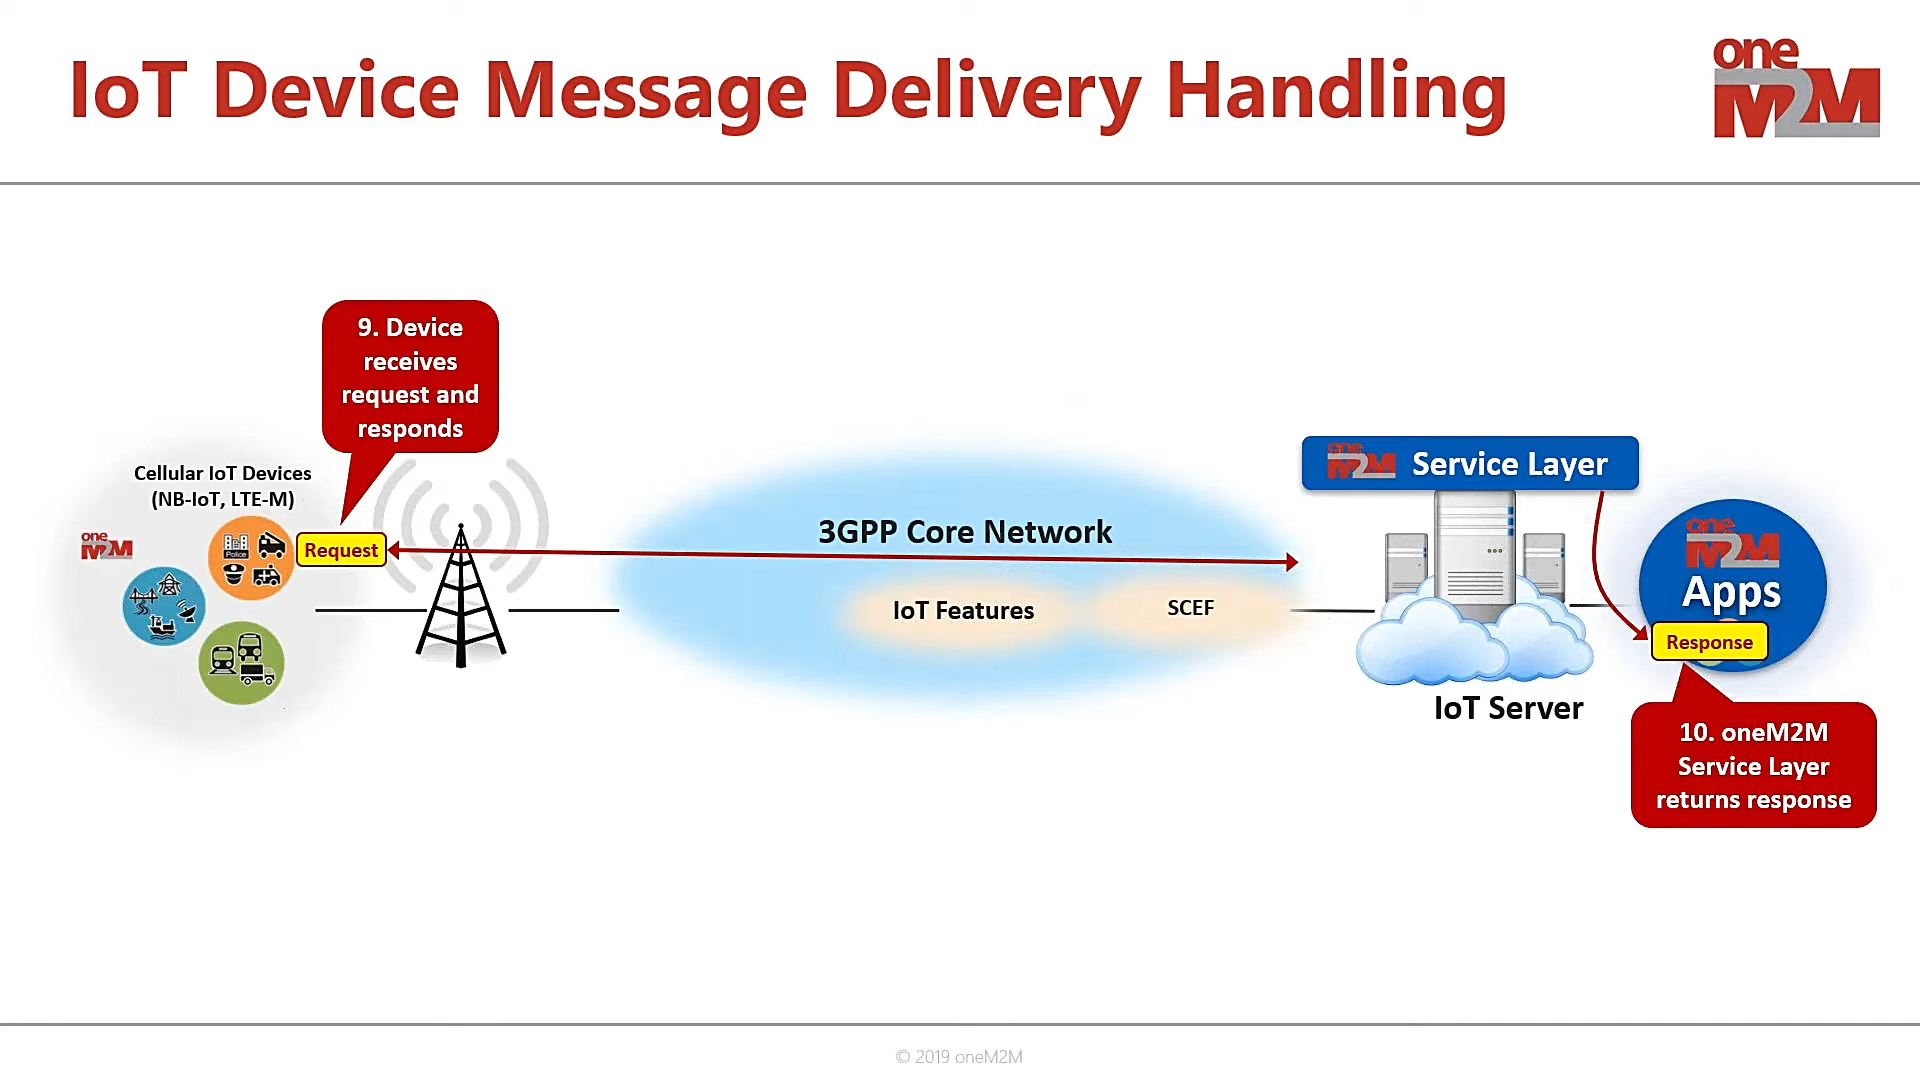 IoT Device Message Delivery Handling
one
M2M
9. Device
receives
request and
responds
Cellular IoT Devices
(NB-IoT, LTE-M)
one
M2M
Police
Request
3GPP Core Network
IoT Features
SCEF
one
M2M
Service Layer
IoT Server
one
M2M
Apps
Response
10. oneM2M
Service Layer
returns response
© 2019 oneM2M